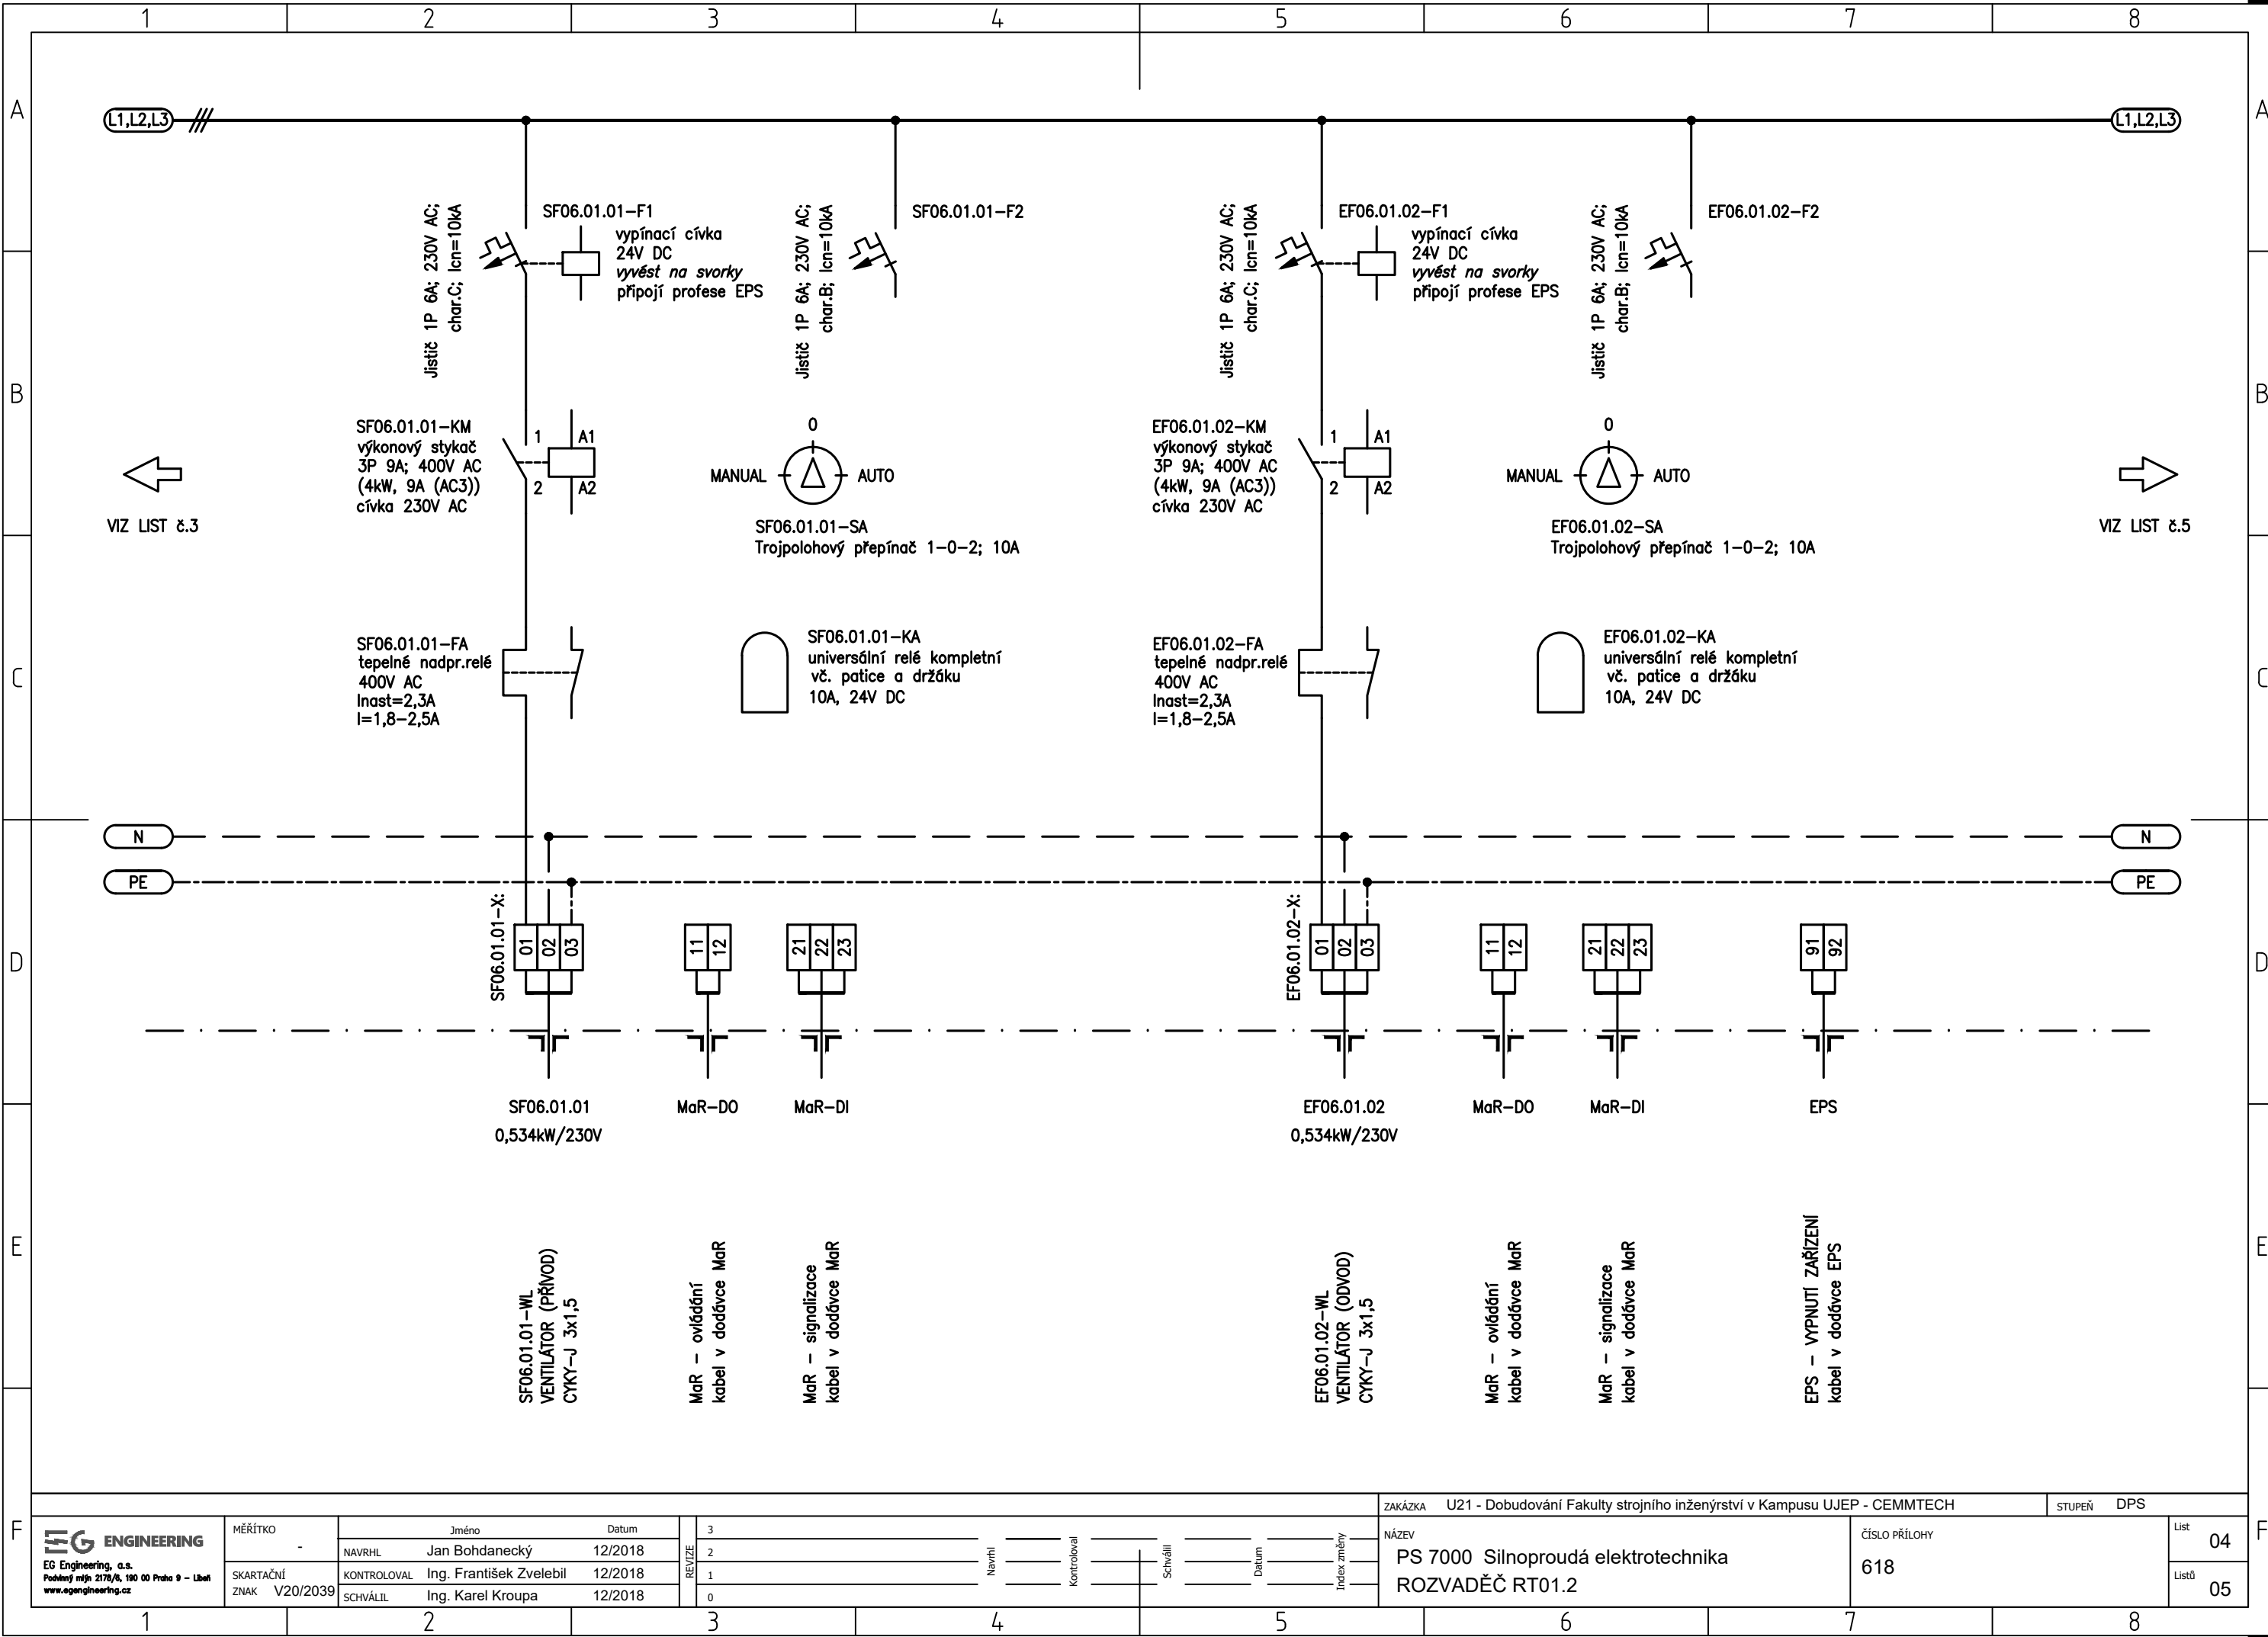 1 2 3 4 5 6 7 8
A A
B B
C C
D D
E E
F F
L1,L2,L3
L1,L2,L3
Jistič 1P 6A; 230V AC;
char.C; Icn=10kA
SF06.01.01-F1
vypínací cívka
24V DC
vyvést na svorky
připojí profese EPS
Jistič 1P 6A; 230V AC;
char.B; Icn=10kA
SF06.01.01-F2
Jistič 1P 6A; 230V AC;
char.C; Icn=10kA
EF06.01.02-F1
vypínací cívka
24V DC
vyvést na svorky
připojí profese EPS
Jistič 1P 6A; 230V AC;
char.B; Icn=10kA
EF06.01.02-F2
VIZ LIST č.3
SF06.01.01-KM
výkonový stykač
3P 9A; 400V AC
(4kW, 9A (AC3))
cívka 230V AC
1
2
A1
A2
0
MANUAL
AUTO
SF06.01.01-SA
Trojpolohový přepínač 1-0-2; 10A
EF06.01.02-KM
výkonový stykač
3P 9A; 400V AC
(4kW, 9A (AC3))
cívka 230V AC
1
2
A1
A2
0
MANUAL
AUTO
EF06.01.02-SA
Trojpolohový přepínač 1-0-2; 10A
VIZ LIST č.5
SF06.01.01-FA
tepelné nadpr.relé
400V AC
Inast=2,3A
I=1,8-2,5A
SF06.01.01-KA
universální relé kompletní
vč. patice a držáku
10A, 24V DC
EF06.01.02-FA
tepelné nadpr.relé
400V AC
Inast=2,3A
I=1,8-2,5A
EF06.01.02-KA
universální relé kompletní
vč. patice a držáku
10A, 24V DC
N
N
PE
PE
SF06.01.01-X:
01 02 03
11 12
21 22 23
EF06.01.02-X:
01 02 03
11 12
21 22 23
91 92
SF06.01.01
0,534kW/230V
MaR-DO
MaR-DI
EF06.01.02
0,534kW/230V
MaR-DO
MaR-DI
EPS
SF06.01.01-WL
VENTILÁTOR (PŘÍVOD)
CYKY-J 3x1,5
MaR - ovládání
kabel v dodávce MaR
MaR - signalizace
kabel v dodávce MaR
EF06.01.02-WL
VENTILÁTOR (ODVOD)
CYKY-J 3x1,5
MaR - ovládání
kabel v dodávce MaR
MaR - signalizace
kabel v dodávce MaR
EPS - VYPNUTÍ ZAŘÍZENÍ
kabel v dodávce EPS
ZAKÁZKA U21 - Dobudování Fakulty strojního inženýrství v Kampusu UJEP - CEMMTECH
STUPEŇ DPS
EG ENGINEERING
EG Engineering, a.s.
Podvinný mlýn 2178/6, 190 00 Praha 9 - Libeň
www.egengineering.cz
MĚŘÍTKO
-
SKARTAČNÍ
ZNAK V20/2039
Jméno Datum
NAVRHL Jan Bohdanecký 12/2018
KONTROLOVAL Ing. František Zvelebil 12/2018
SCHVÁLIL Ing. Karel Kroupa 12/2018
REVIZE
3
2
1
0
Navrhl
Kontroloval
Schválil
Datum
Index změny
NÁZEV
PS 7000 Silnoproudá elektrotechnika
ROZVADĚČ RT01.2
ČÍSLO PŘÍLOHY
618
List
04
Listů
05
1 2 3 4 5 6 7 8